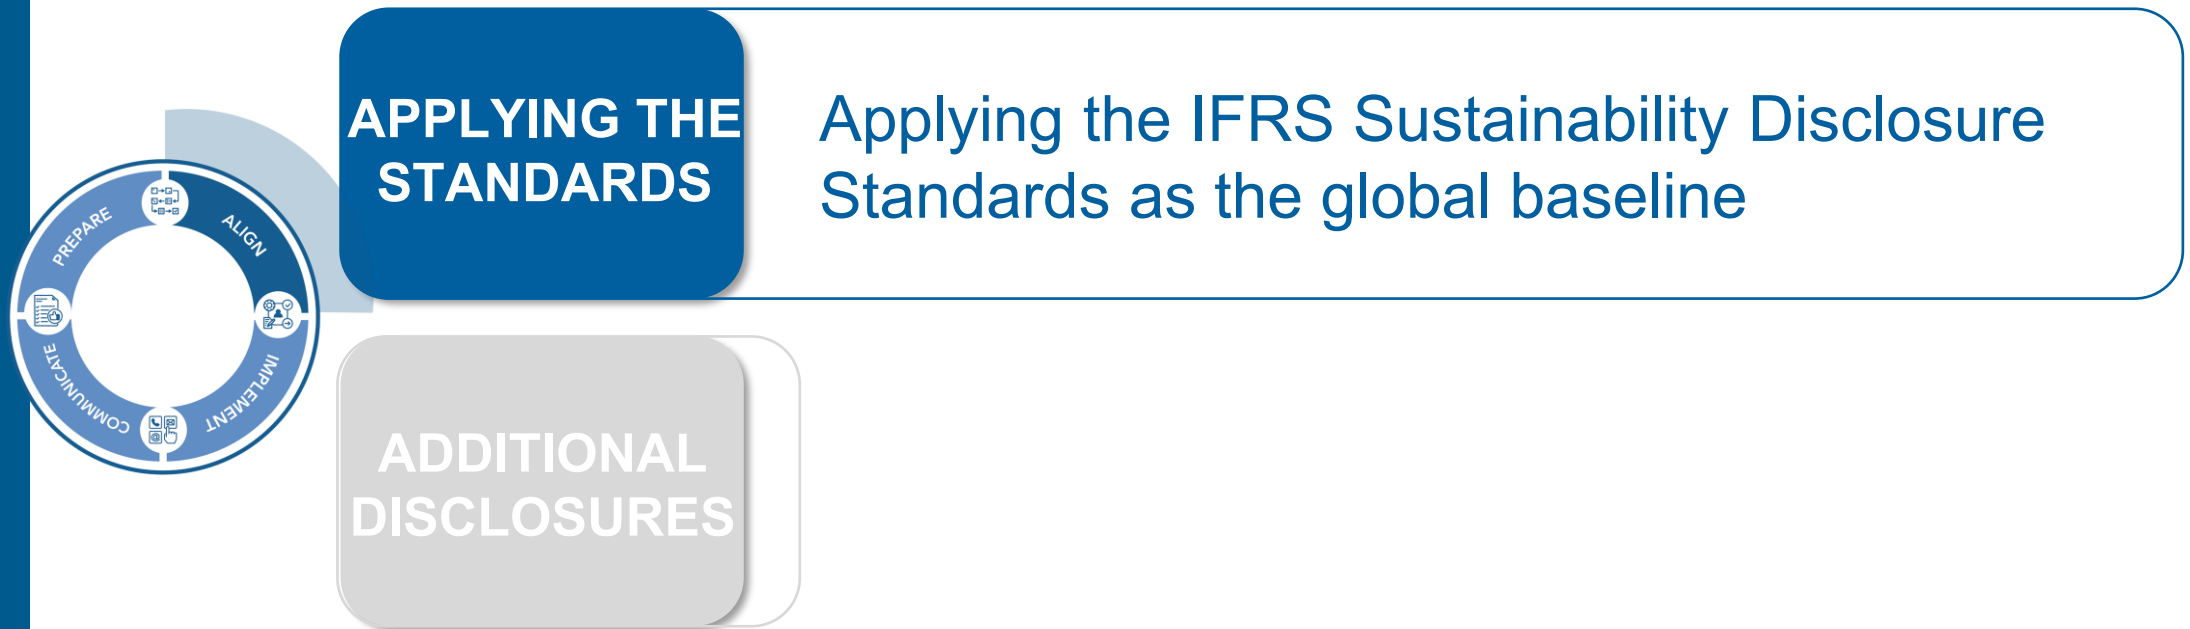 APPLYING THE
STANDARDS
Applying the IFRS Sustainability Disclosure
Standards as the global baseline
PREPARE
ALIGN
COMMUNICATE
IMPLEMENT
ADDITIONAL
DISCLOSURES